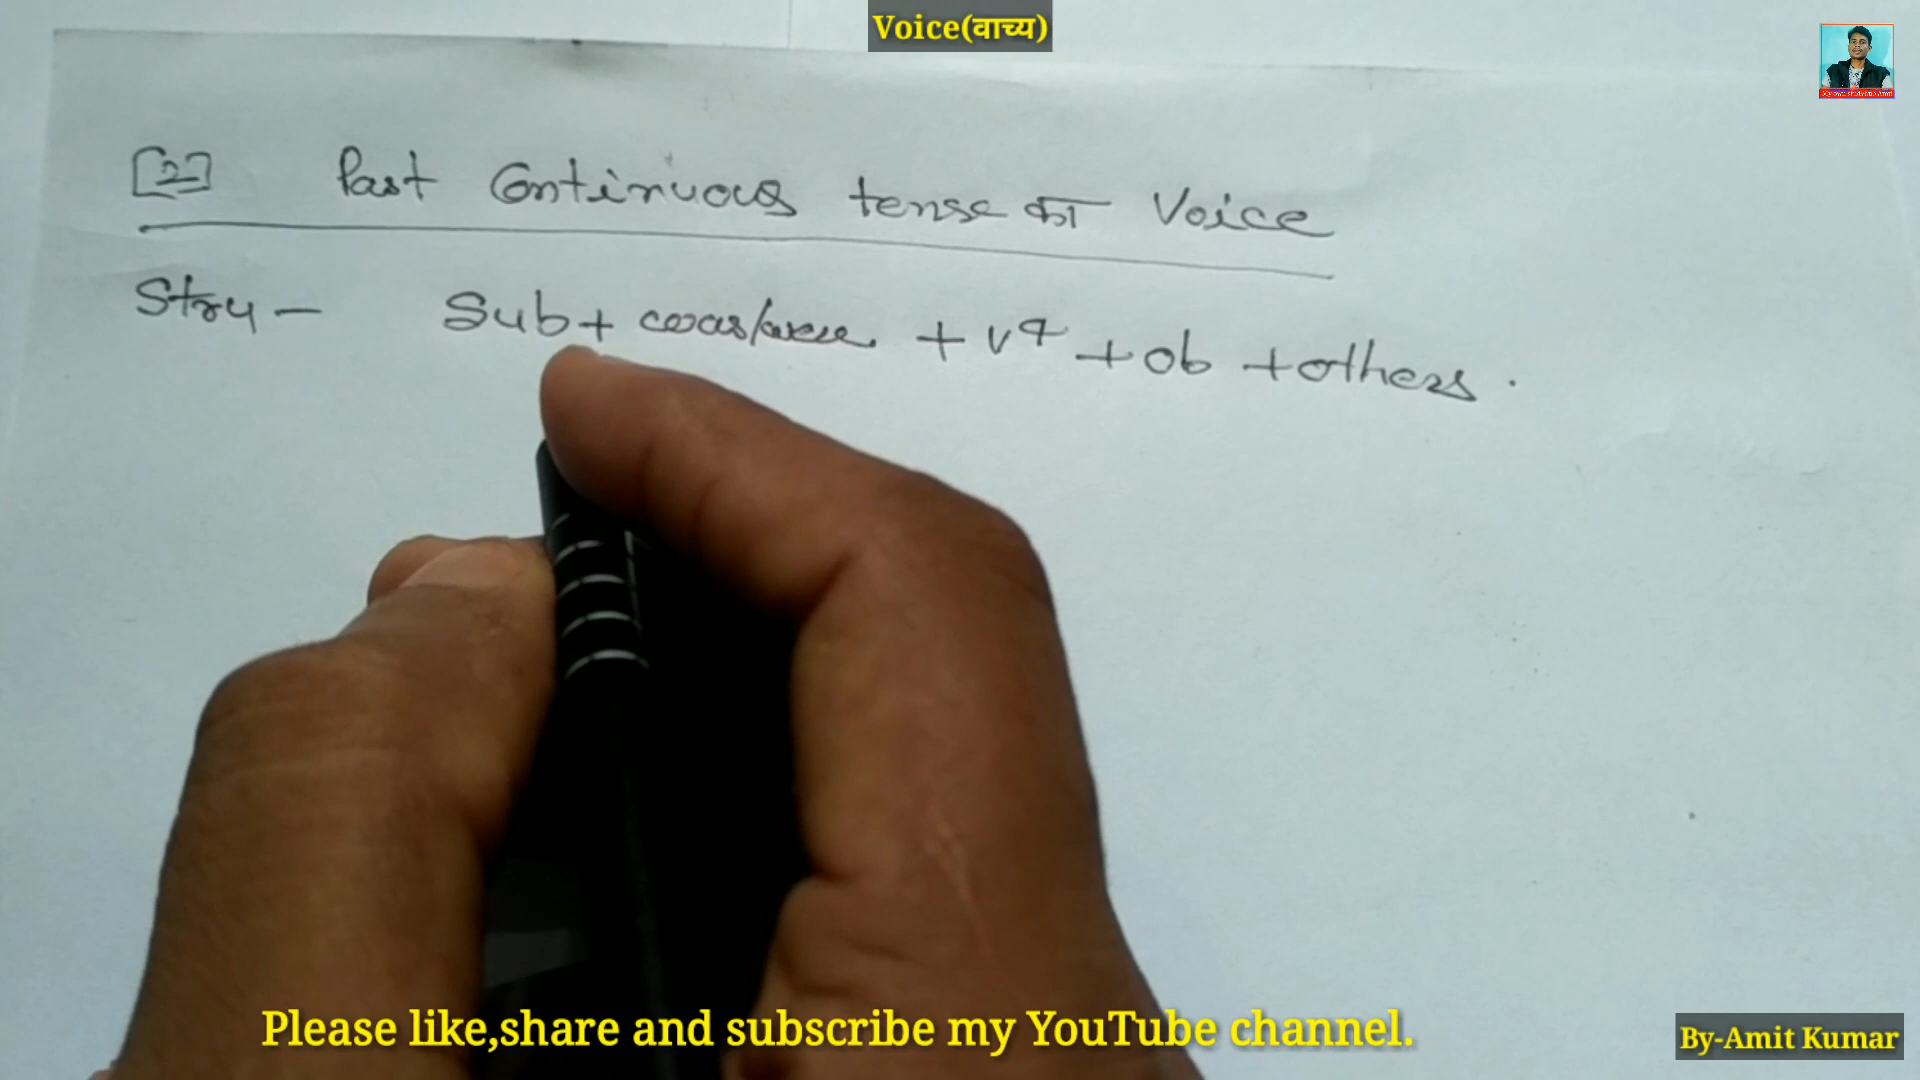 Voice(वाच्य)
[2] Past Continuous tense का Voice
Stru - Sub + was/were + v4 + ob + others.
Please like,share and subscribe my YouTube channel.
By-Amit Kumar